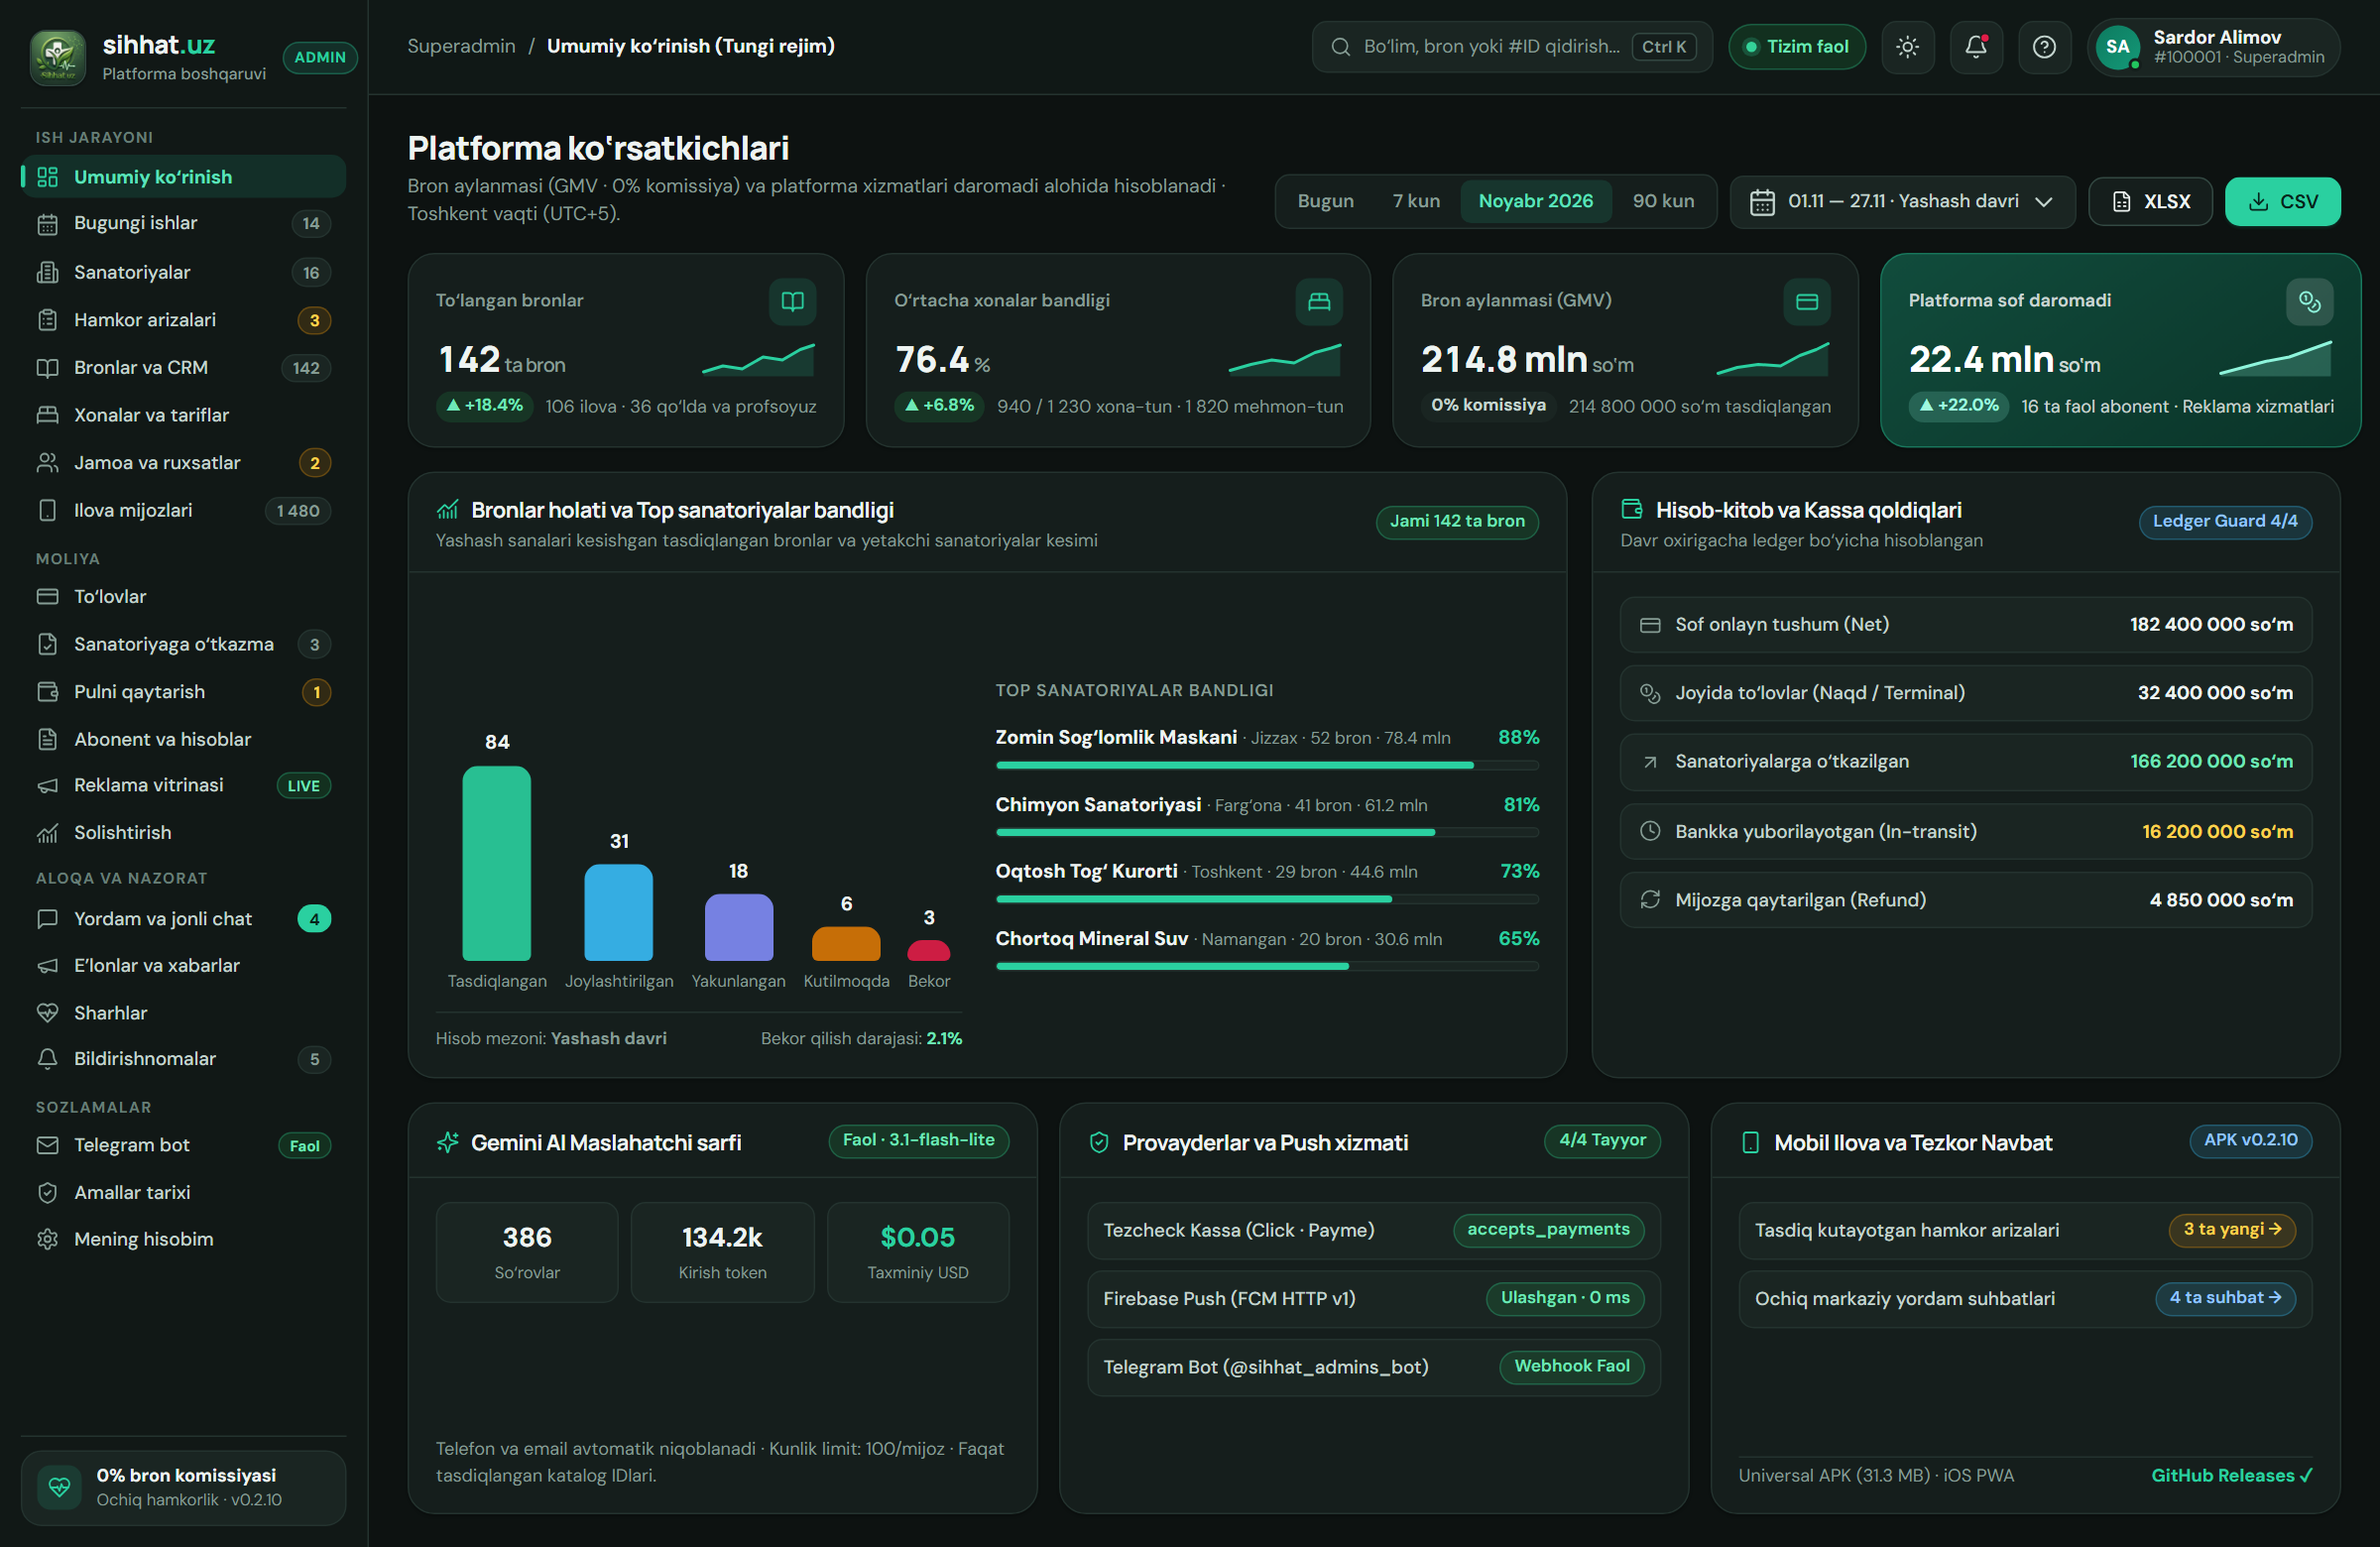 sihhat.uz
Platforma boshqaruvi
ADMIN
ISH JARAYONI
Umumiy ko‘rinish
Bugungi ishlar 14
Sanatoriyalar 16
Hamkor arizalari 3
Bronlar va CRM 142
Xonalar va tariflar
Jamoa va ruxsatlar 2
Ilova mijozlari 1 480
MOLIYA
To‘lovlar
Sanatoriyaga o‘tkazma 3
Pulni qaytarish 1
Abonent va hisoblar
Reklama vitrinasi LIVE
Solishtirish
ALOQA VA NAZORAT
Yordam va jonli chat 4
E’lonlar va xabarlar
Sharhlar
Bildirishnomalar 5
SOZLAMALAR
Telegram bot Faol
Amallar tarixi
Mening hisobim
0% bron komissiyasi
Ochiq hamkorlik · v0.2.10
Superadmin / Umumiy ko‘rinish (Tungi rejim)
Bo‘lim, bron yoki #ID qidirish... Ctrl K
Tizim faol
SA
Sardor Alimov
#100001 · Superadmin
Platforma ko‘rsatkichlari
Bron aylanmasi (GMV · 0% komissiya) va platforma xizmatlari daromadi alohida hisoblanadi ·
Toshkent vaqti (UTC+5).
Bugun 7 kun Noyabr 2026 90 kun
01.11 — 27.11 · Yashash davri
XLSX
CSV
To‘langan bronlar
142 ta bron
▲ +18.4% 106 ilova · 36 qo‘lda va profsoyuz
O‘rtacha xonalar bandligi
76.4 %
▲ +6.8% 940 / 1 230 xona-tun · 1 820 mehmon-tun
Bron aylanmasi (GMV)
214.8 mln so'm
0% komissiya 214 800 000 so‘m tasdiqlangan
Platforma sof daromadi
22.4 mln so'm
▲ +22.0% 16 ta faol abonent · Reklama xizmatlari
Bronlar holati va Top sanatoriyalar bandligi
Yashash sanalari kesishgan tasdiqlangan bronlar va yetakchi sanatoriyalar kesimi
Jami 142 ta bron
84
31
18
6
3
Tasdiqlangan Joylashtirilgan Yakunlangan Kutilmoqda Bekor
Hisob mezoni: Yashash davri
Bekor qilish darajasi: 2.1%
TOP SANATORIYALAR BANDLIGI
Zomin Sog‘lomlik Maskani · Jizzax · 52 bron · 78.4 mln 88%
Chimyon Sanatoriyasi · Farg‘ona · 41 bron · 61.2 mln 81%
Oqtosh Tog‘ Kurorti · Toshkent · 29 bron · 44.6 mln 73%
Chortoq Mineral Suv · Namangan · 20 bron · 30.6 mln 65%
Hisob-kitob va Kassa qoldiqlari
Davr oxirigacha ledger bo‘yicha hisoblangan
Ledger Guard 4/4
Sof onlayn tushum (Net) 182 400 000 so‘m
Joyida to‘lovlar (Naqd / Terminal) 32 400 000 so‘m
Sanatoriyalarga o‘tkazilgan 166 200 000 so‘m
Bankka yuborilayotgan (In-transit) 16 200 000 so‘m
Mijozga qaytarilgan (Refund) 4 850 000 so‘m
Gemini AI Maslahatchi sarfi
Faol · 3.1-flash-lite
386
So‘rovlar
134.2k
Kirish token
$0.05
Taxminiy USD
Telefon va email avtomatik niqoblanadi · Kunlik limit: 100/mijoz · Faqat
tasdiqlangan katalog IDlari.
Provayderlar va Push xizmati
4/4 Tayyor
Tezcheck Kassa (Click · Payme) accepts_payments
Firebase Push (FCM HTTP v1) Ulashgan · 0 ms
Telegram Bot (@sihhat_admins_bot) Webhook Faol
Mobil Ilova va Tezkor Navbat
APK v0.2.10
Tasdiq kutayotgan hamkor arizalari 3 ta yangi →
Ochiq markaziy yordam suhbatlari 4 ta suhbat →
Universal APK (31.3 MB) · iOS PWA
GitHub Releases ✓